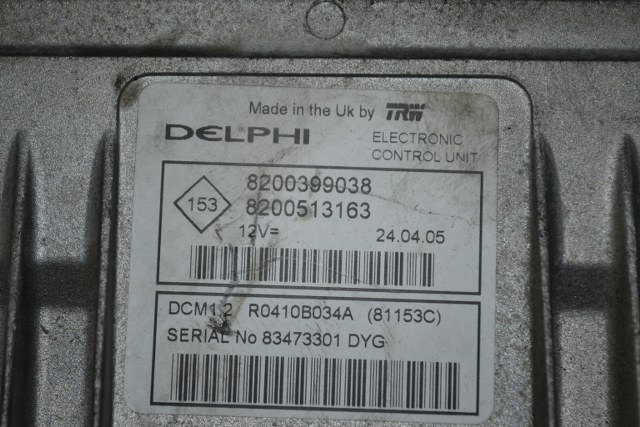 Made in the Uk by TRW
DELPHI ELECTRONIC
CONTROL UNIT
8200399038
153
8200513163
12V= 24.04.05
DCM1.2 R0410B034A (81153C)
SERIAL No 83473301 DYG